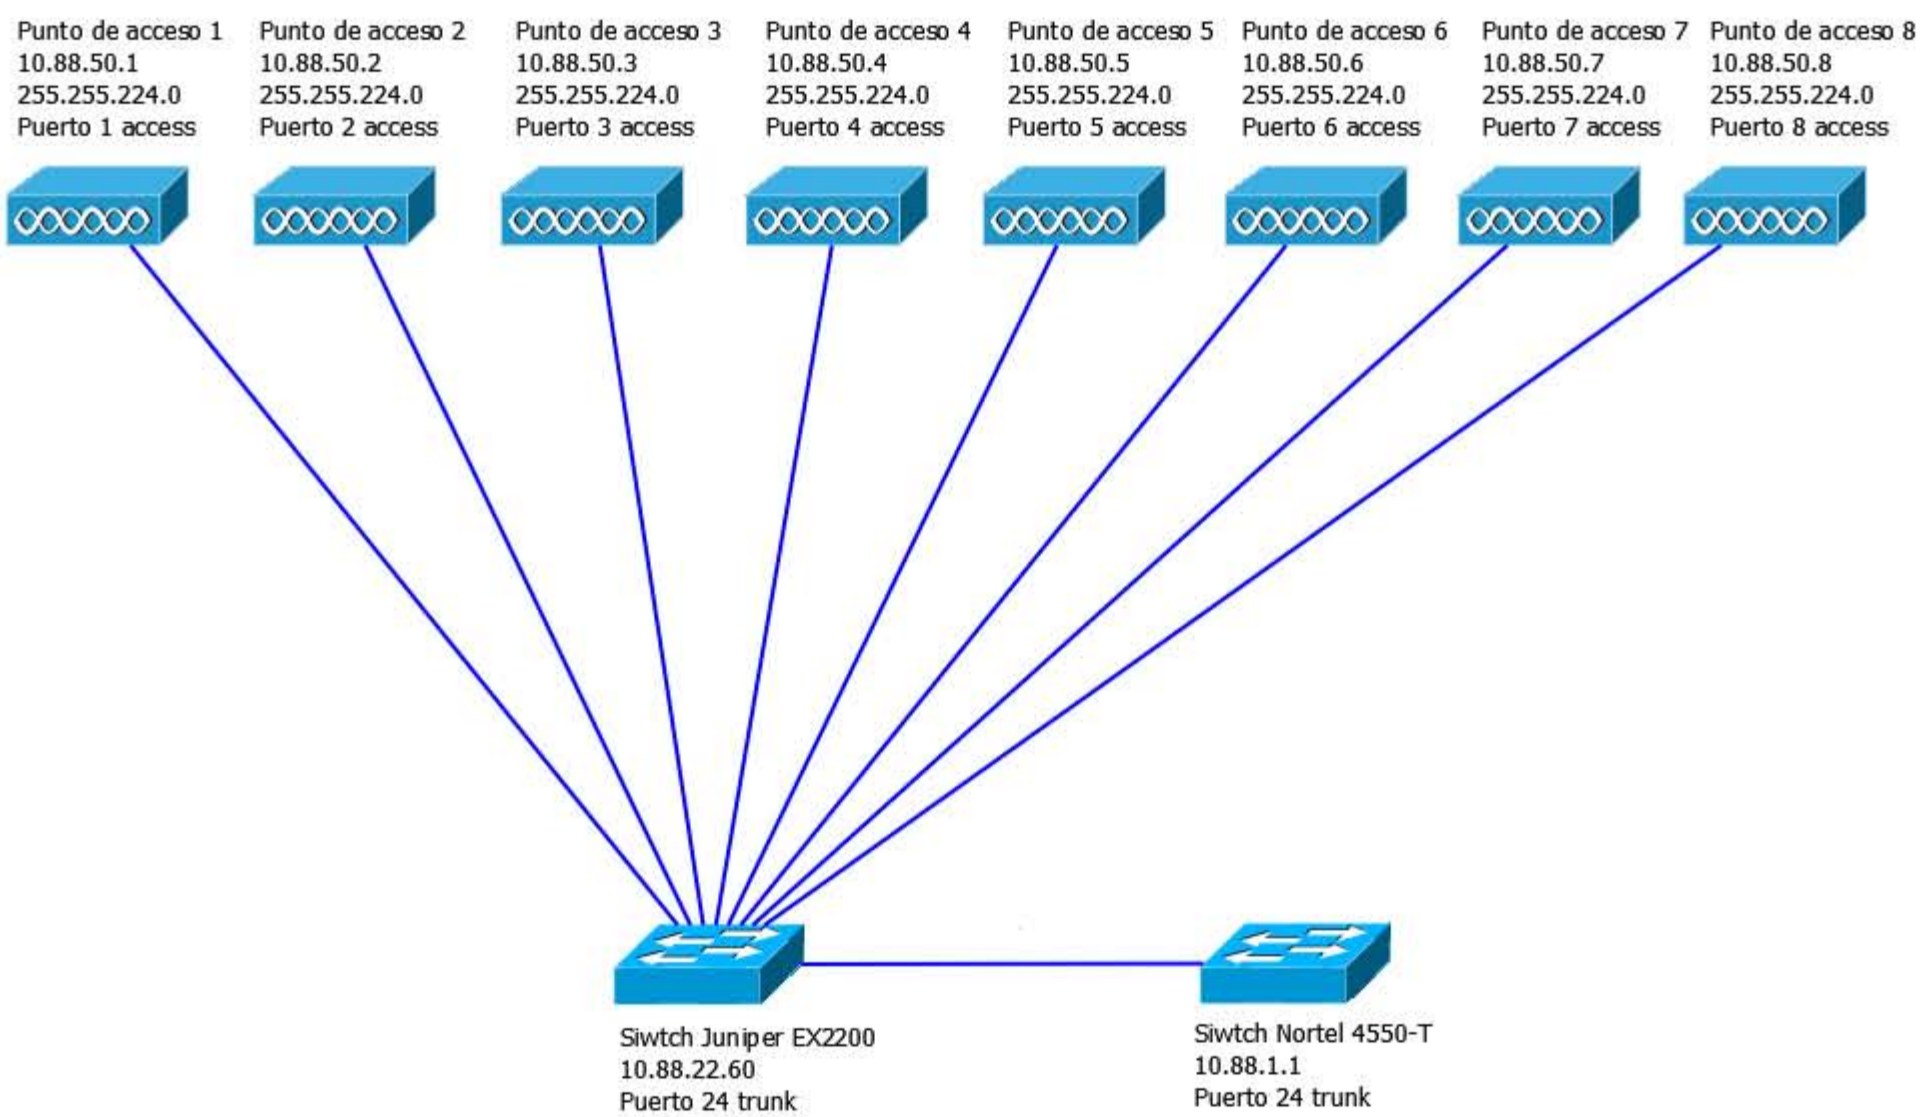 Punto de acceso 1
10.88.50.1
255.255.224.0
Puerto 1 access
Punto de acceso 2
10.88.50.2
255.255.224.0
Puerto 2 access
Punto de acceso 3
10.88.50.3
255.255.224.0
Puerto 3 access
Punto de acceso 4
10.88.50.4
255.255.224.0
Puerto 4 access
Punto de acceso 5
10.88.50.5
255.255.224.0
Puerto 5 access
Punto de acceso 6
10.88.50.6
255.255.224.0
Puerto 6 access
Punto de acceso 7
10.88.50.7
255.255.224.0
Puerto 7 access
Punto de acceso 8
10.88.50.8
255.255.224.0
Puerto 8 access
Siwtch Juniper EX2200
10.88.22.60
Puerto 24 trunk
Siwtch Nortel 4550-T
10.88.1.1
Puerto 24 trunk